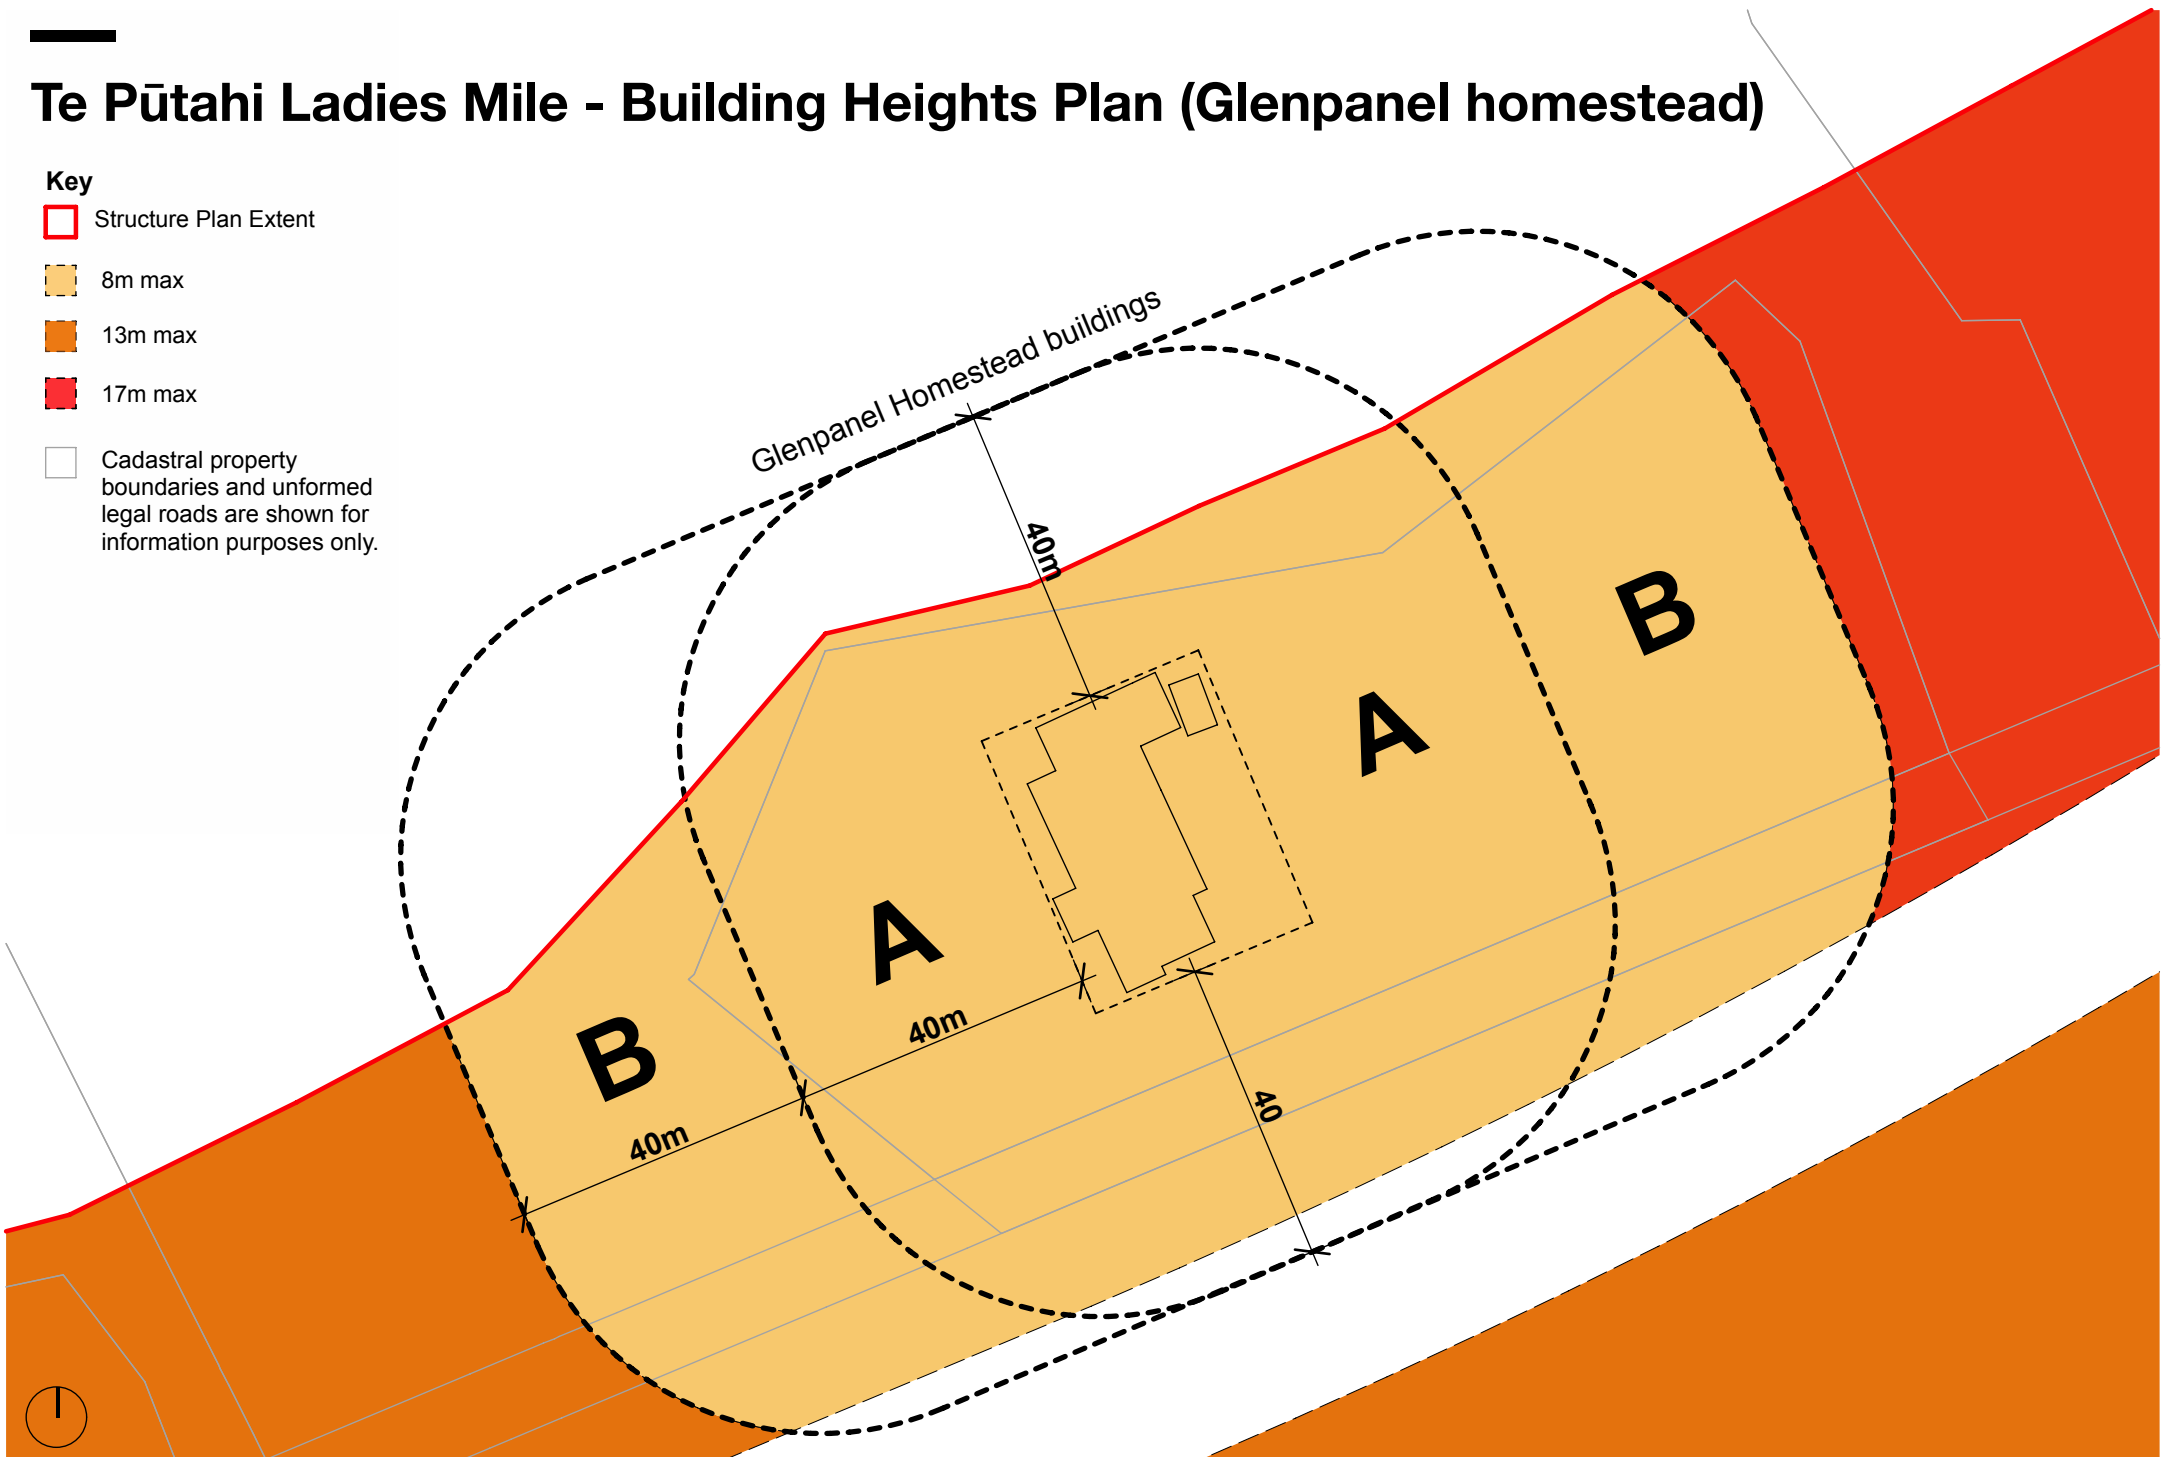 Te Pūtahi Ladies Mile - Building Heights Plan (Glenpanel homestead)
Key
Structure Plan Extent
8m max
13m max
17m max
Cadastral property
boundaries and unformed
legal roads are shown for
information purposes only.
Glenpanel Homestead buildings
40m
B
A
A
B
40m
40m
40